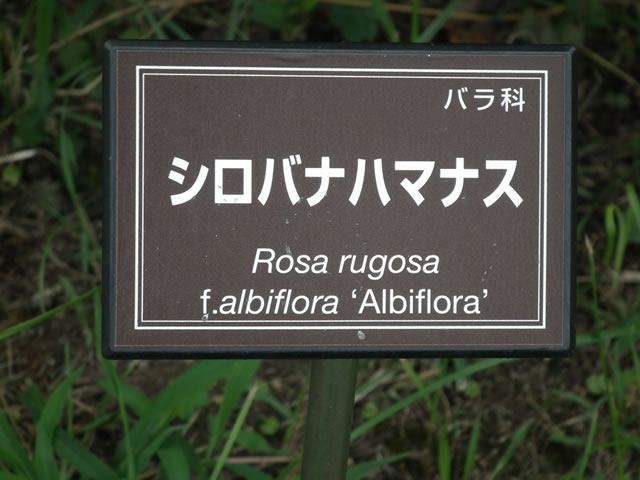 バラ科
シロバナハマナス
Rosa rugosa
f.albiflora ‘Albiflora’